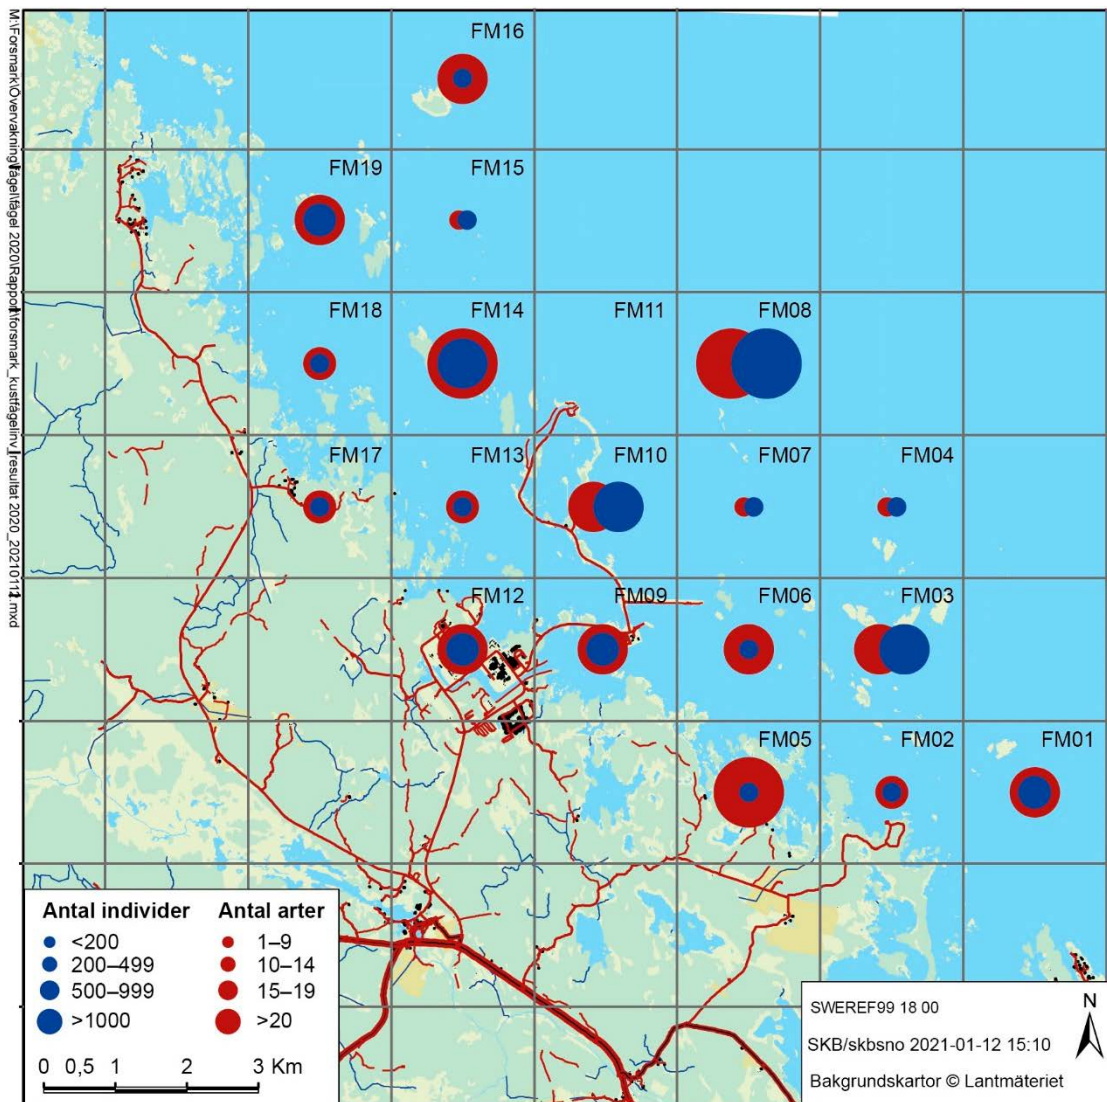 M:\Forsmark\Övervakning\fågel\fågel 2020\Rapport\forsmark_kustfågelinv_resultat 2020_20210112.mxd
FM16
FM19
FM15
FM18
FM14
FM11
FM08
FM17
FM13
FM10
FM07
FM04
FM12
FM09
FM06
FM03
FM05
FM02
FM01
Antal individer
<200
200–499
500–999
>1000
Antal arter
1–9
10–14
15–19
>20
0 0,5 1 2 3 Km
SWEREF99 18 00
SKB/skbsno 2021-01-12 15:10
Bakgrundskartor © Lantmäteriet
N